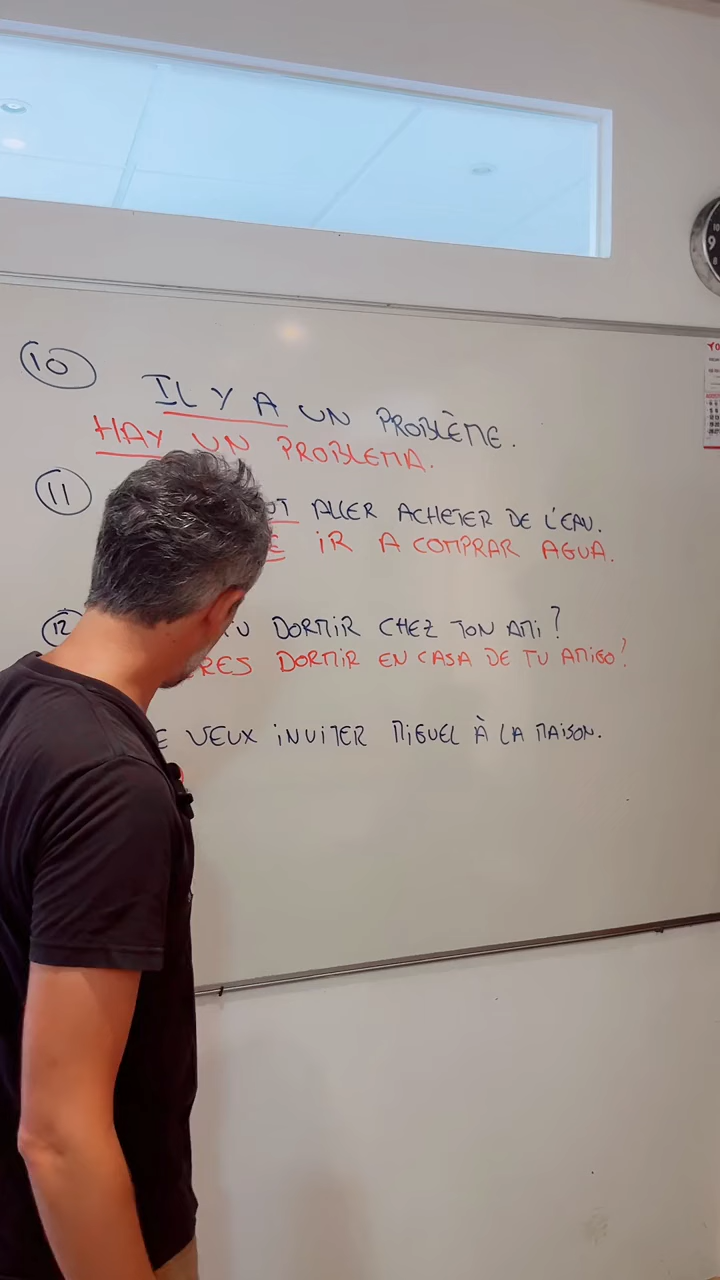 10
IL Y A UN PROBLÈME.
HAY UN PROBLEMA.
11
ALLER ACHETER DE L'EAU.
IR A COMPRAR AGUA.
12
TU DORMIR CHEZ TON AMI?
DORMIR EN CASA DE TU AMIGO?
VEUX INVITER MIGUEL À LA MAISON.